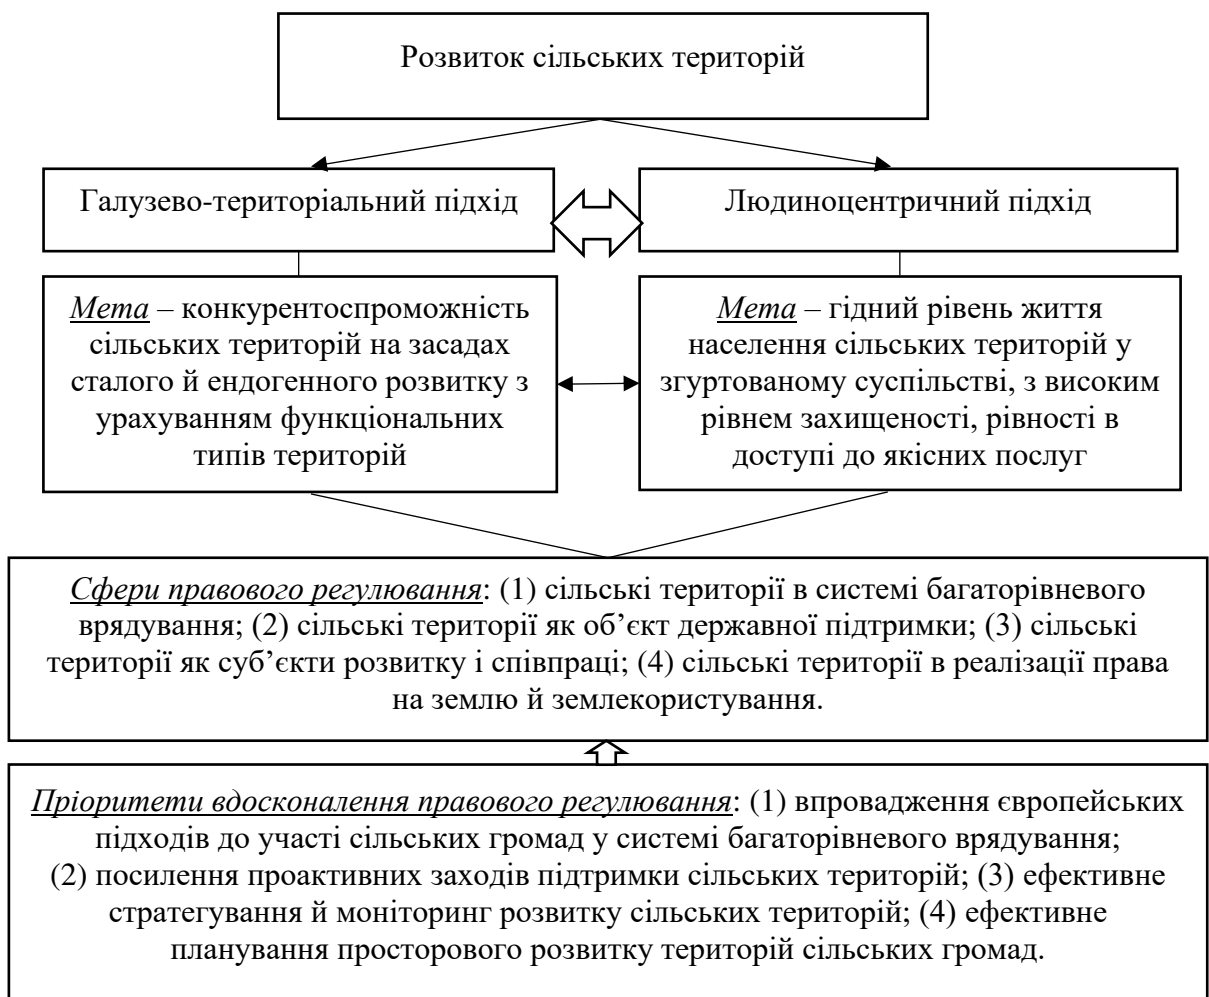 Розвиток сільських територій
Галузево-територіальний підхід
Людиноцентричний підхід
Мета – конкурентоспроможність
сільських територій на засадах
сталого й ендогенного розвитку з
урахуванням функціональних
типів територій
Мета – гідний рівень життя
населення сільських територій у
згуртованому суспільстві, з високим
рівнем захищеності, рівності в
доступі до якісних послуг
Сфери правового регулювання: (1) сільські території в системі багаторівневого
врядування; (2) сільські території як об’єкт державної підтримки; (3) сільські
території як суб’єкти розвитку і співпраці; (4) сільські території в реалізації права
на землю й землекористування.
Пріоритети вдосконалення правового регулювання: (1) впровадження європейських
підходів до участі сільських громад у системі багаторівневого врядування;
(2) посилення проактивних заходів підтримки сільських територій; (3) ефективне
стратегування й моніторинг розвитку сільських територій; (4) ефективне
планування просторового розвитку територій сільських громад.